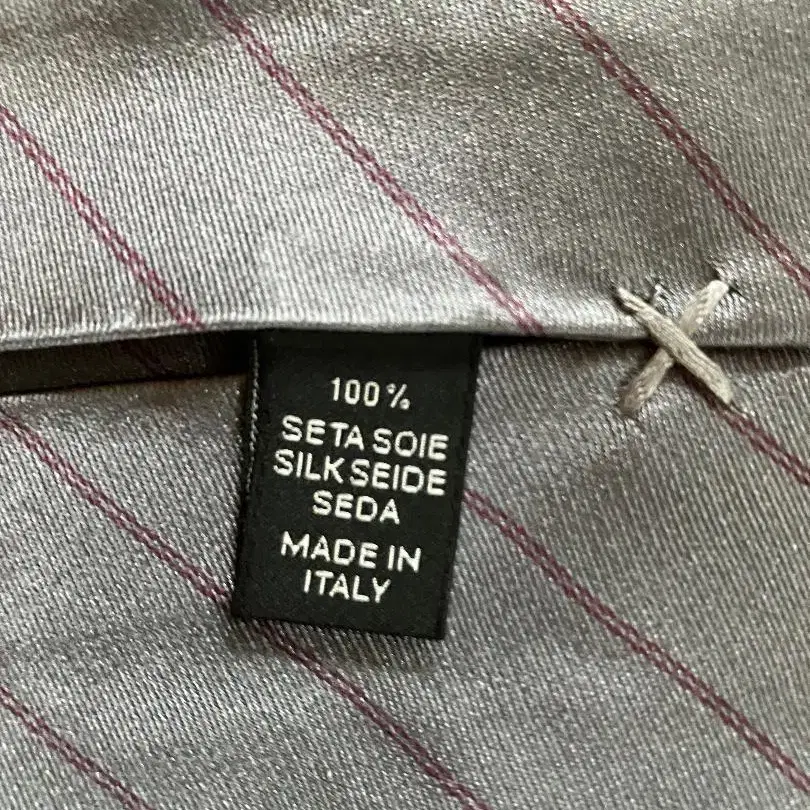 100%
SETA SOIE
SILK SEIDE
SEDA
MADE IN
ITALY